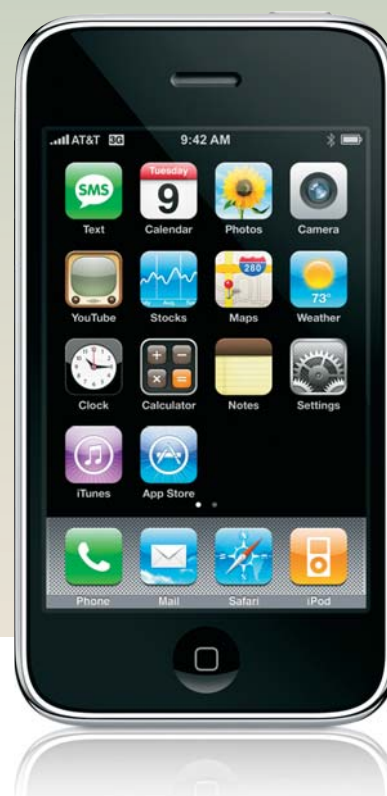 AT&T 3G 9:42 AM
SMS Tuesday 9 280 73°
Text Calendar Photos Camera
YouTube Stocks Maps Weather
Clock Calculator Notes Settings
iTunes App Store
Phone Mail Safari iPod